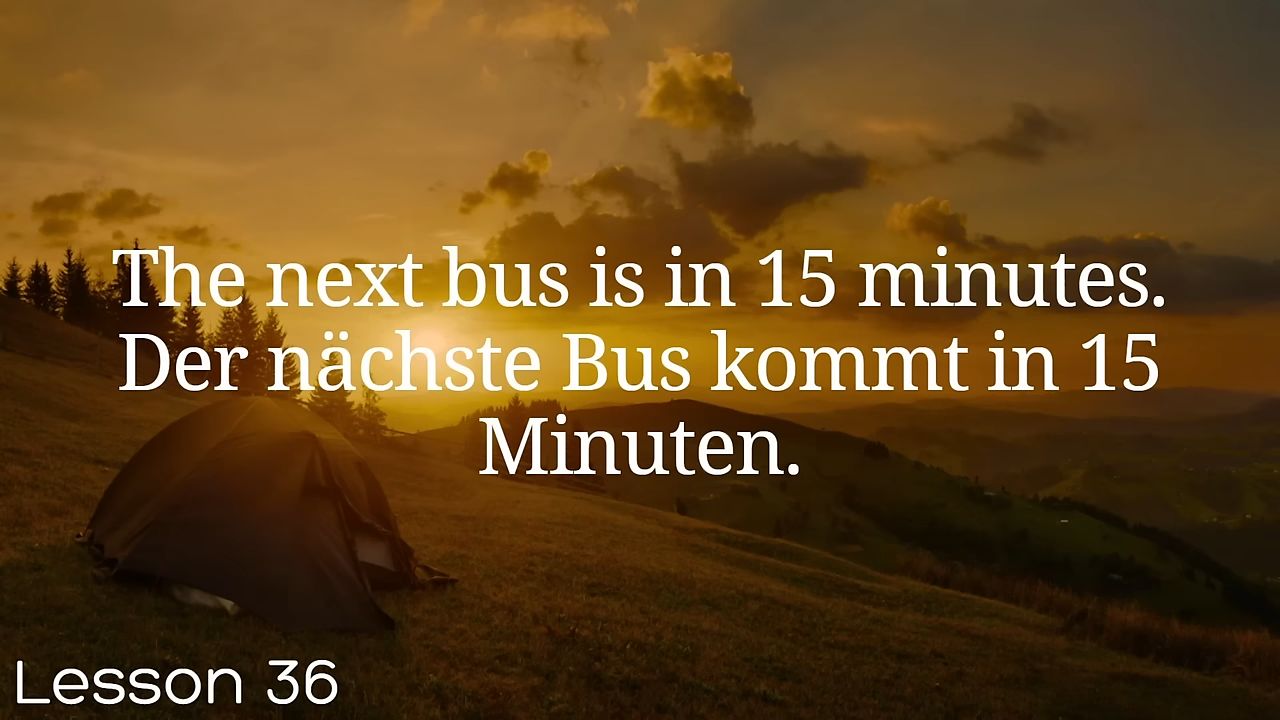 The next bus is in 15 minutes.
Der nächste Bus kommt in 15
Minuten.
Lesson 36